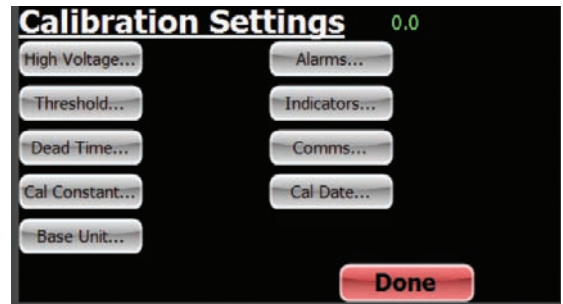 Calibration Settings 0.0
High Voltage... Alarms...
Threshold... Indicators...
Dead Time... Comms...
Cal Constant... Cal Date...
Base Unit...
Done